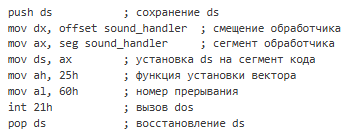 push ds ; сохранение ds
mov dx, offset sound_handler ; смещение обработчика
mov ax, seg sound_handler ; сегмент обработчика
mov ds, ax ; установка ds на сегмент кода
mov ah, 25h ; функция установки вектора
mov al, 60h ; номер прерывания
int 21h ; вызов dos
pop ds ; восстановление ds